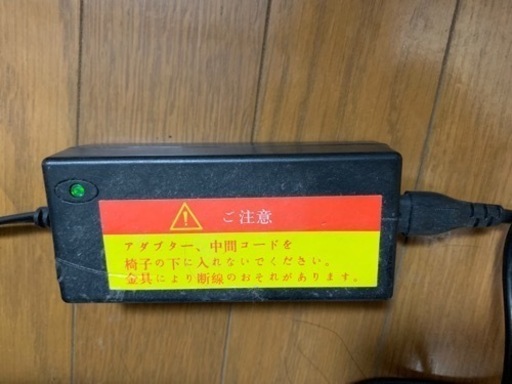 ご注意
アダプター、中間コードを
椅子の下に入れないでください。
金具により断線のおそれがあります。